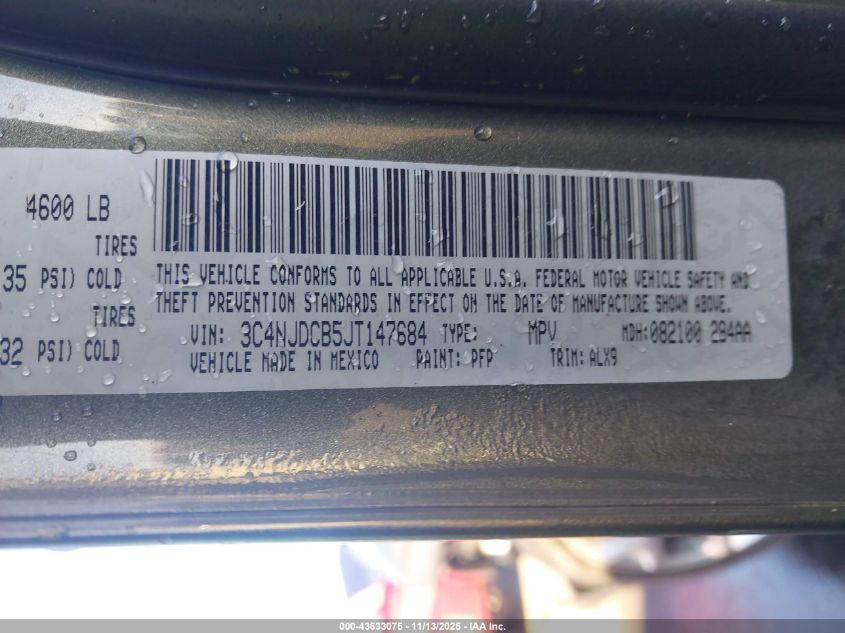 4600 LB
TIRES
35 PSI) COLD
TIRES
32 PSI) COLD
THIS VEHICLE CONFORMS TO ALL APPLICABLE U.S.A. FEDERAL MOTOR VEHICLE SAFETY AND
THEFT PREVENTION STANDARDS IN EFFECT ON THE DATE OF MANUFACTURE SHOWN ABOVE.
VIN: 3C4NJDCB5JT147684 TYPE: MPV MDH:082100 284AA
VEHICLE MADE IN MEXICO PAINT: PFP TRIM: ALX9
000-43633075 - 11/13/2025 - IAA Inc.